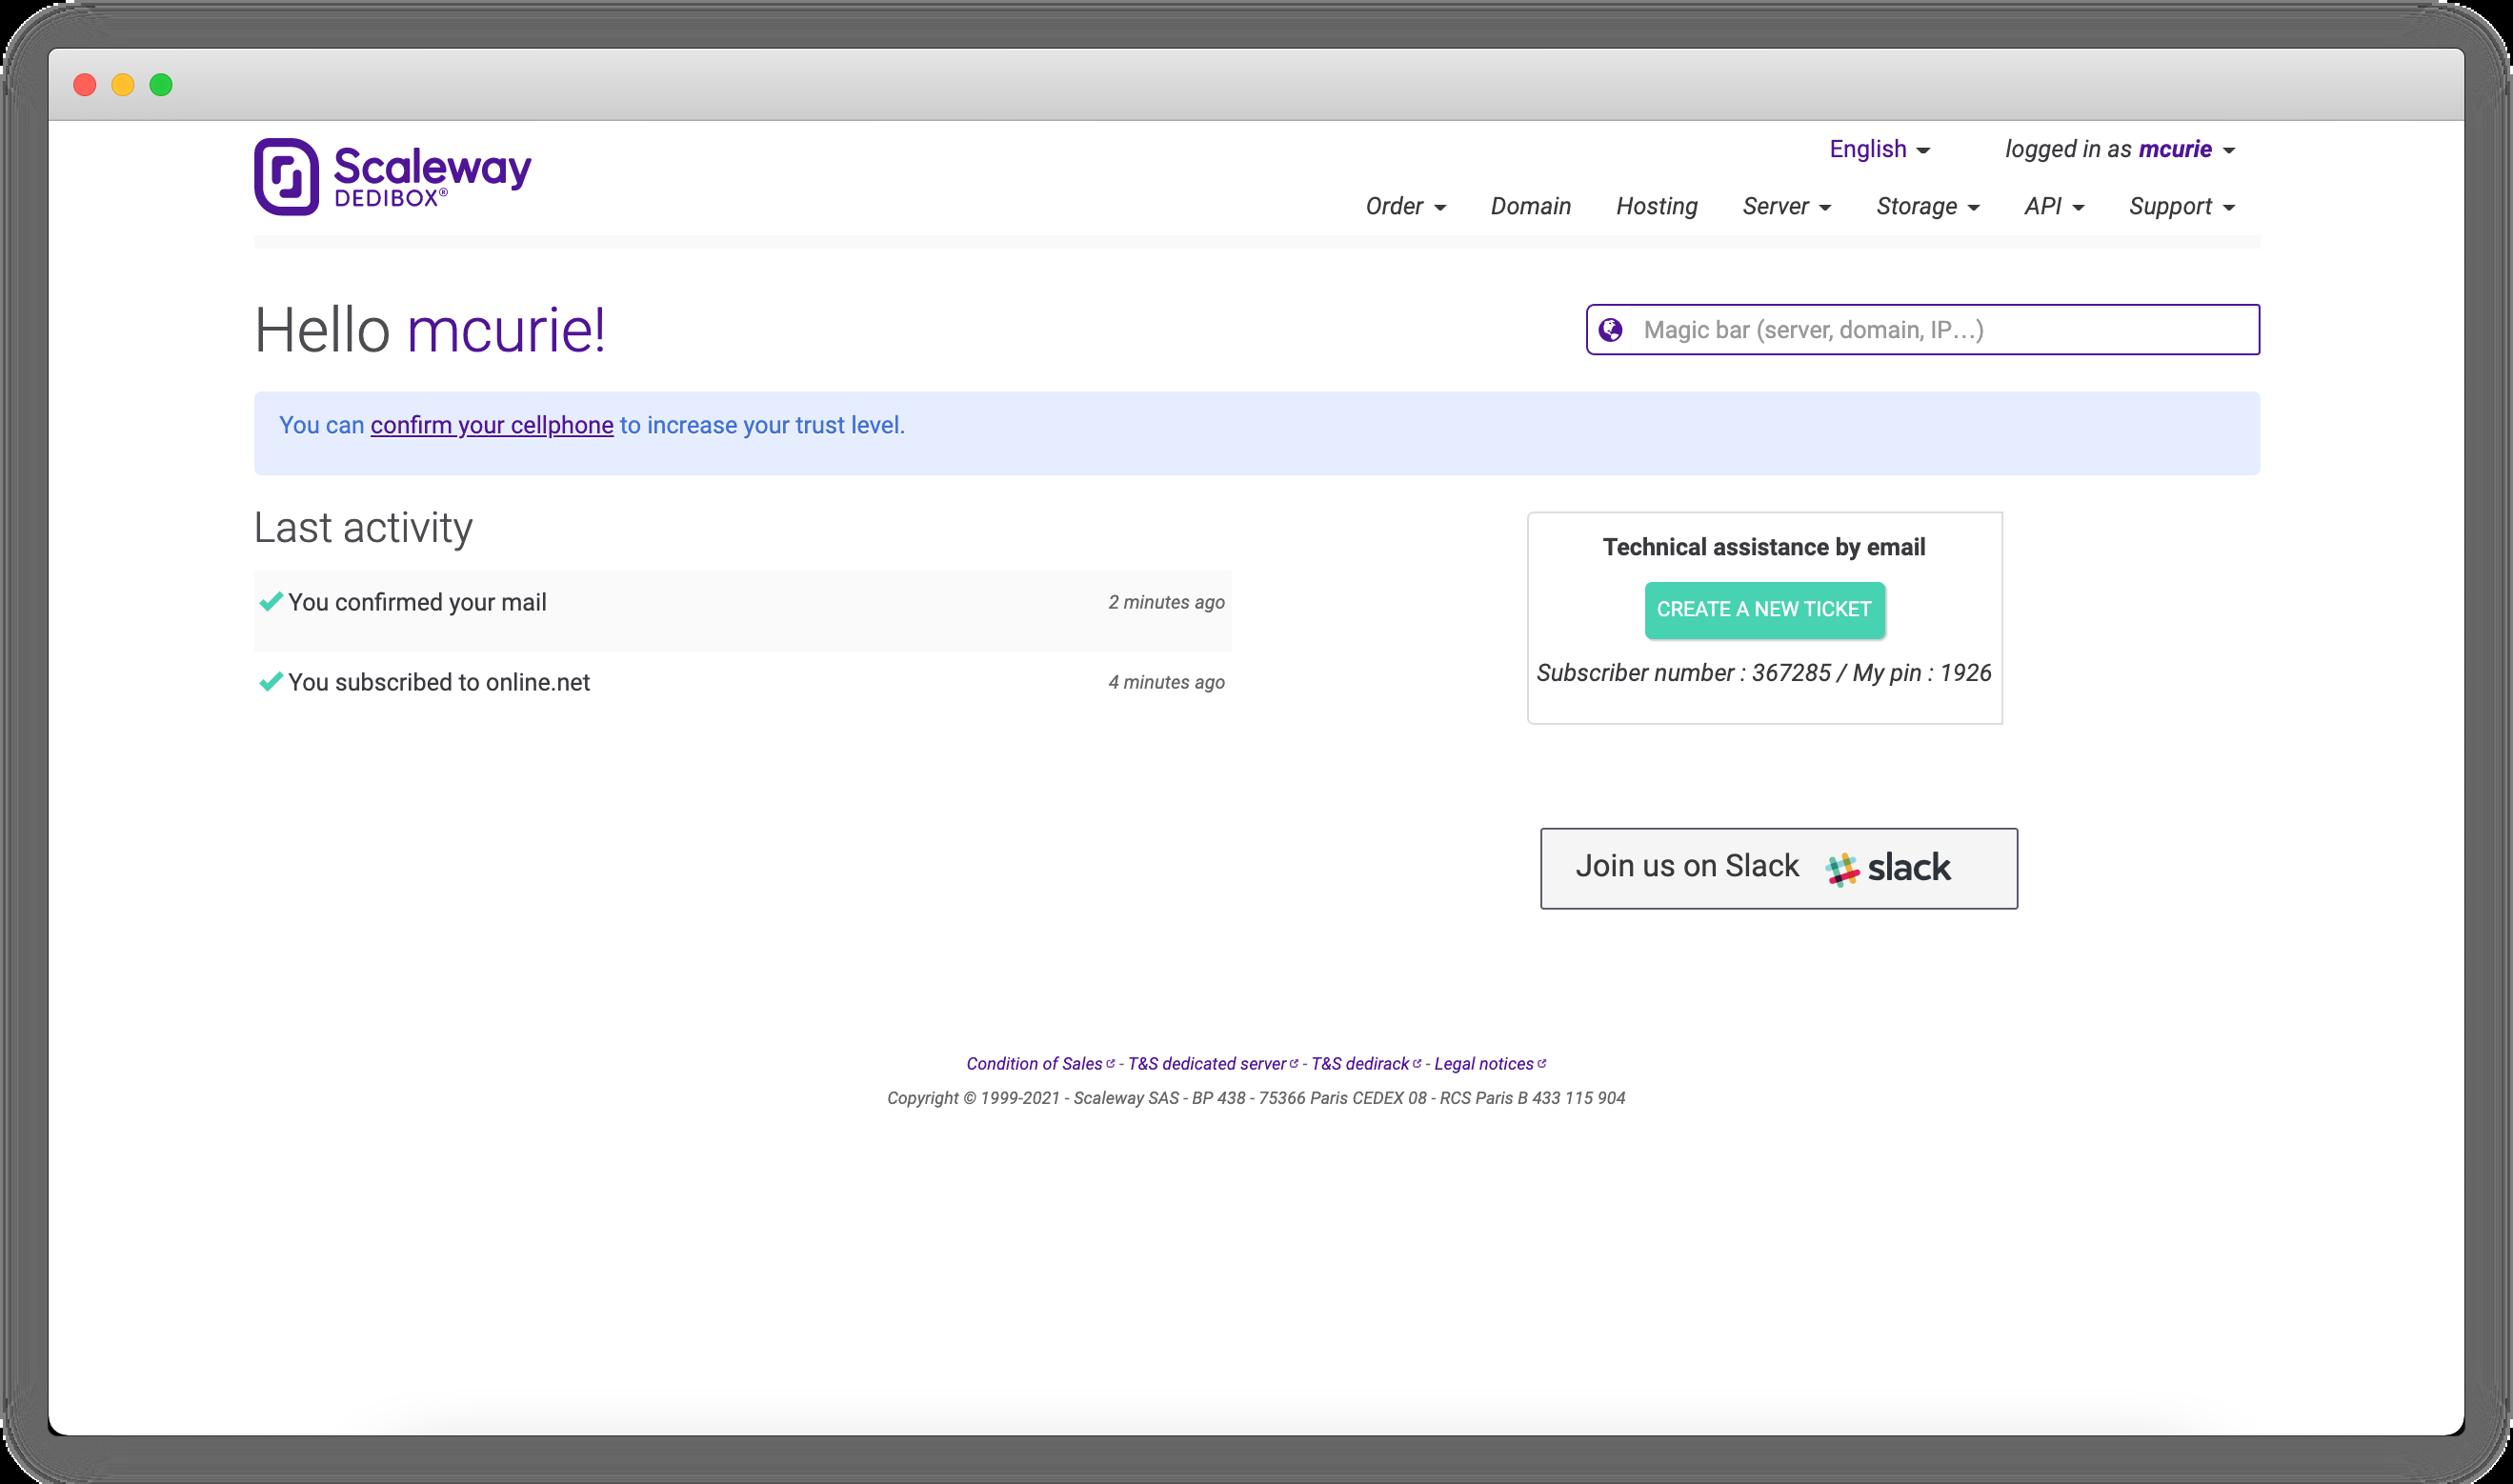 Scaleway
DEDIBOX®
English
logged in as mcurie
Order Domain Hosting Server Storage API Support
Hello mcurie!
Magic bar (server, domain, IP…)
You can confirm your cellphone to increase your trust level.
Last activity
You confirmed your mail 2 minutes ago
You subscribed to online.net 4 minutes ago
Technical assistance by email
CREATE A NEW TICKET
Subscriber number : 367285 / My pin : 1926
Join us on Slack slack
Condition of Sales - T&S dedicated server - T&S dedirack - Legal notices
Copyright © 1999-2021 - Scaleway SAS - BP 438 - 75366 Paris CEDEX 08 - RCS Paris B 433 115 904